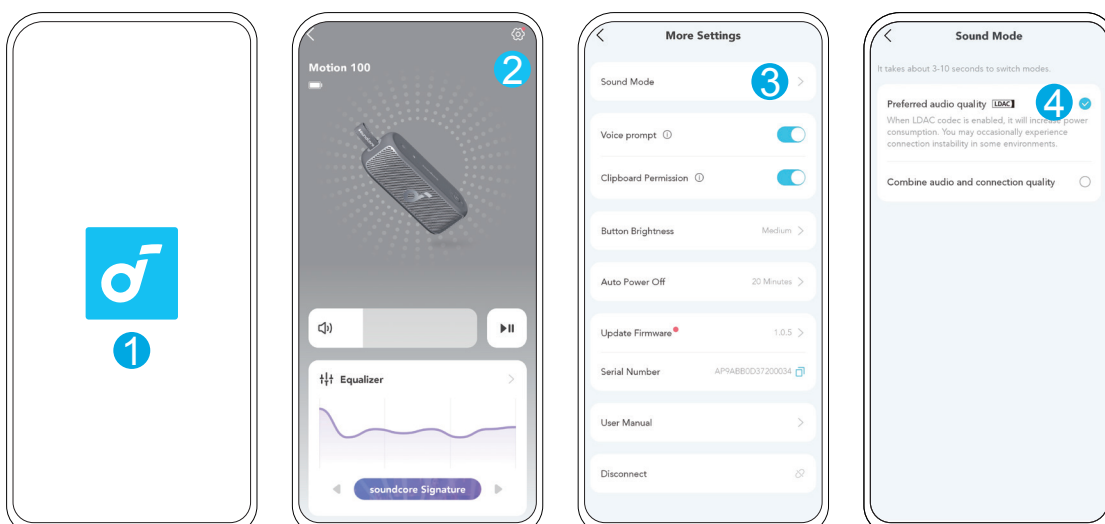 1
Motion 100
2
Equalizer
soundcore Signature
More Settings
Sound Mode
3
Voice prompt
Clipboard Permission
Button Brightness Medium
Auto Power Off 20 Minutes
Update Firmware 1.0.5
Serial Number AP9ABB0D37200034
User Manual
Disconnect
Sound Mode
It takes about 3-10 seconds to switch modes.
Preferred audio quality LDAC
4
When LDAC codec is enabled, it will increase power
consumption. You may occasionally experience
connection instability in some environments.
Combine audio and connection quality